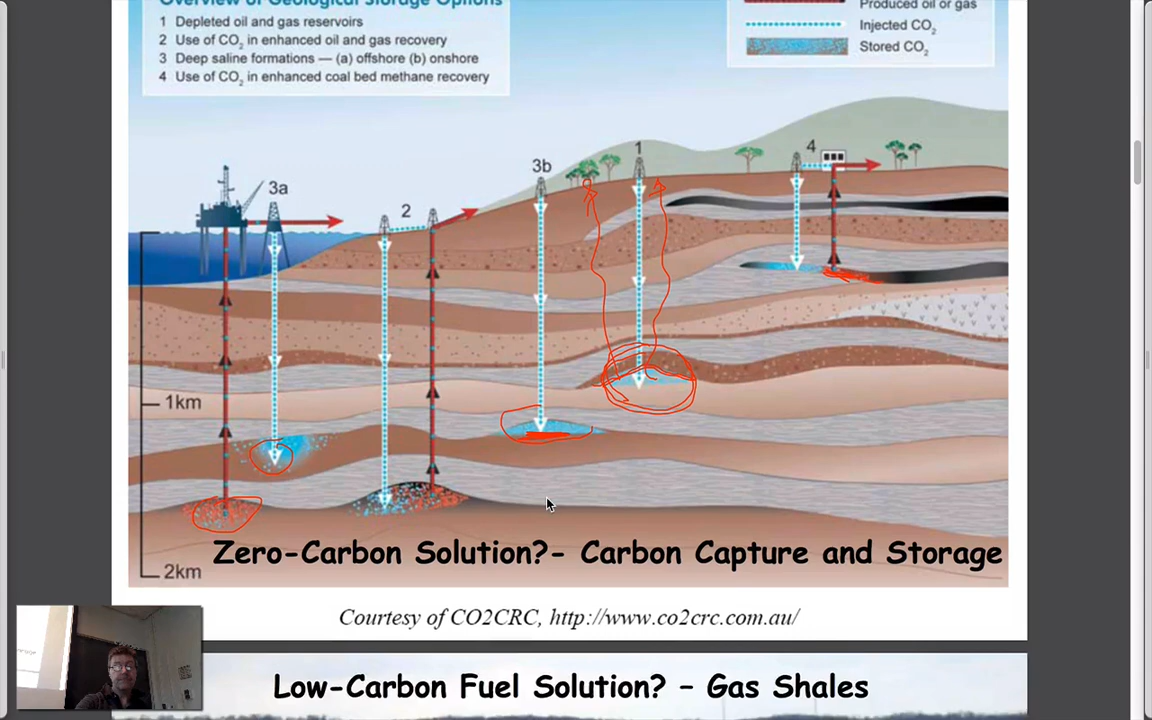 Overview of Geological Storage Options
1 Depleted oil and gas reservoirs
2 Use of CO₂ in enhanced oil and gas recovery
3 Deep saline formations — (a) offshore (b) onshore
4 Use of CO₂ in enhanced coal bed methane recovery
Produced oil or gas
Injected CO₂
Stored CO₂
3a
2
3b
1
4
1km
2km
Zero-Carbon Solution?- Carbon Capture and Storage
Courtesy of CO2CRC, http://www.co2crc.com.au/
Low-Carbon Fuel Solution? – Gas Shales